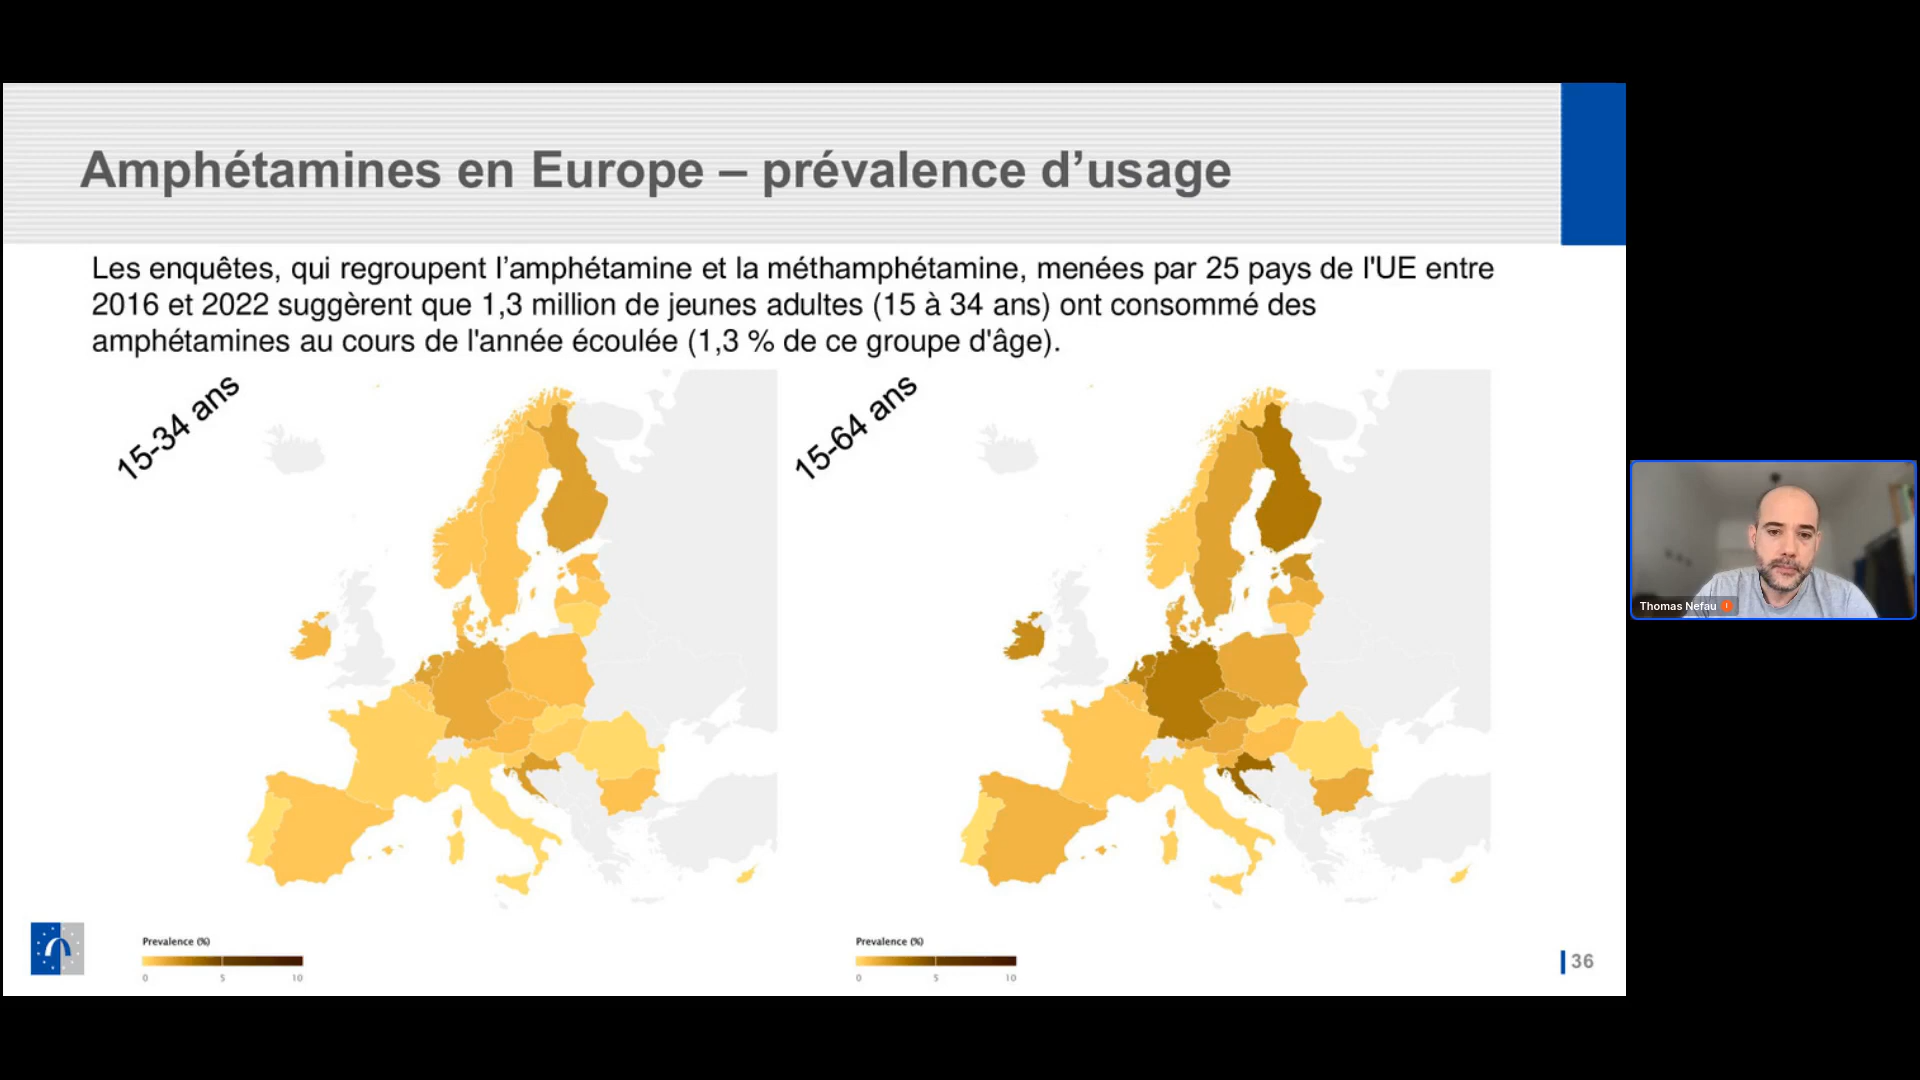 Amphétamines en Europe – prévalence d’usage
Les enquêtes, qui regroupent l’amphétamine et la méthamphétamine, menées par 25 pays de l'UE entre
2016 et 2022 suggèrent que 1,3 million de jeunes adultes (15 à 34 ans) ont consommé des
amphétamines au cours de l'année écoulée (1,3 % de ce groupe d'âge).
15-34 ans
15-64 ans
Thomas Nefau
Prevalence (%)
0 5 10
Prevalence (%)
0 5 10
36